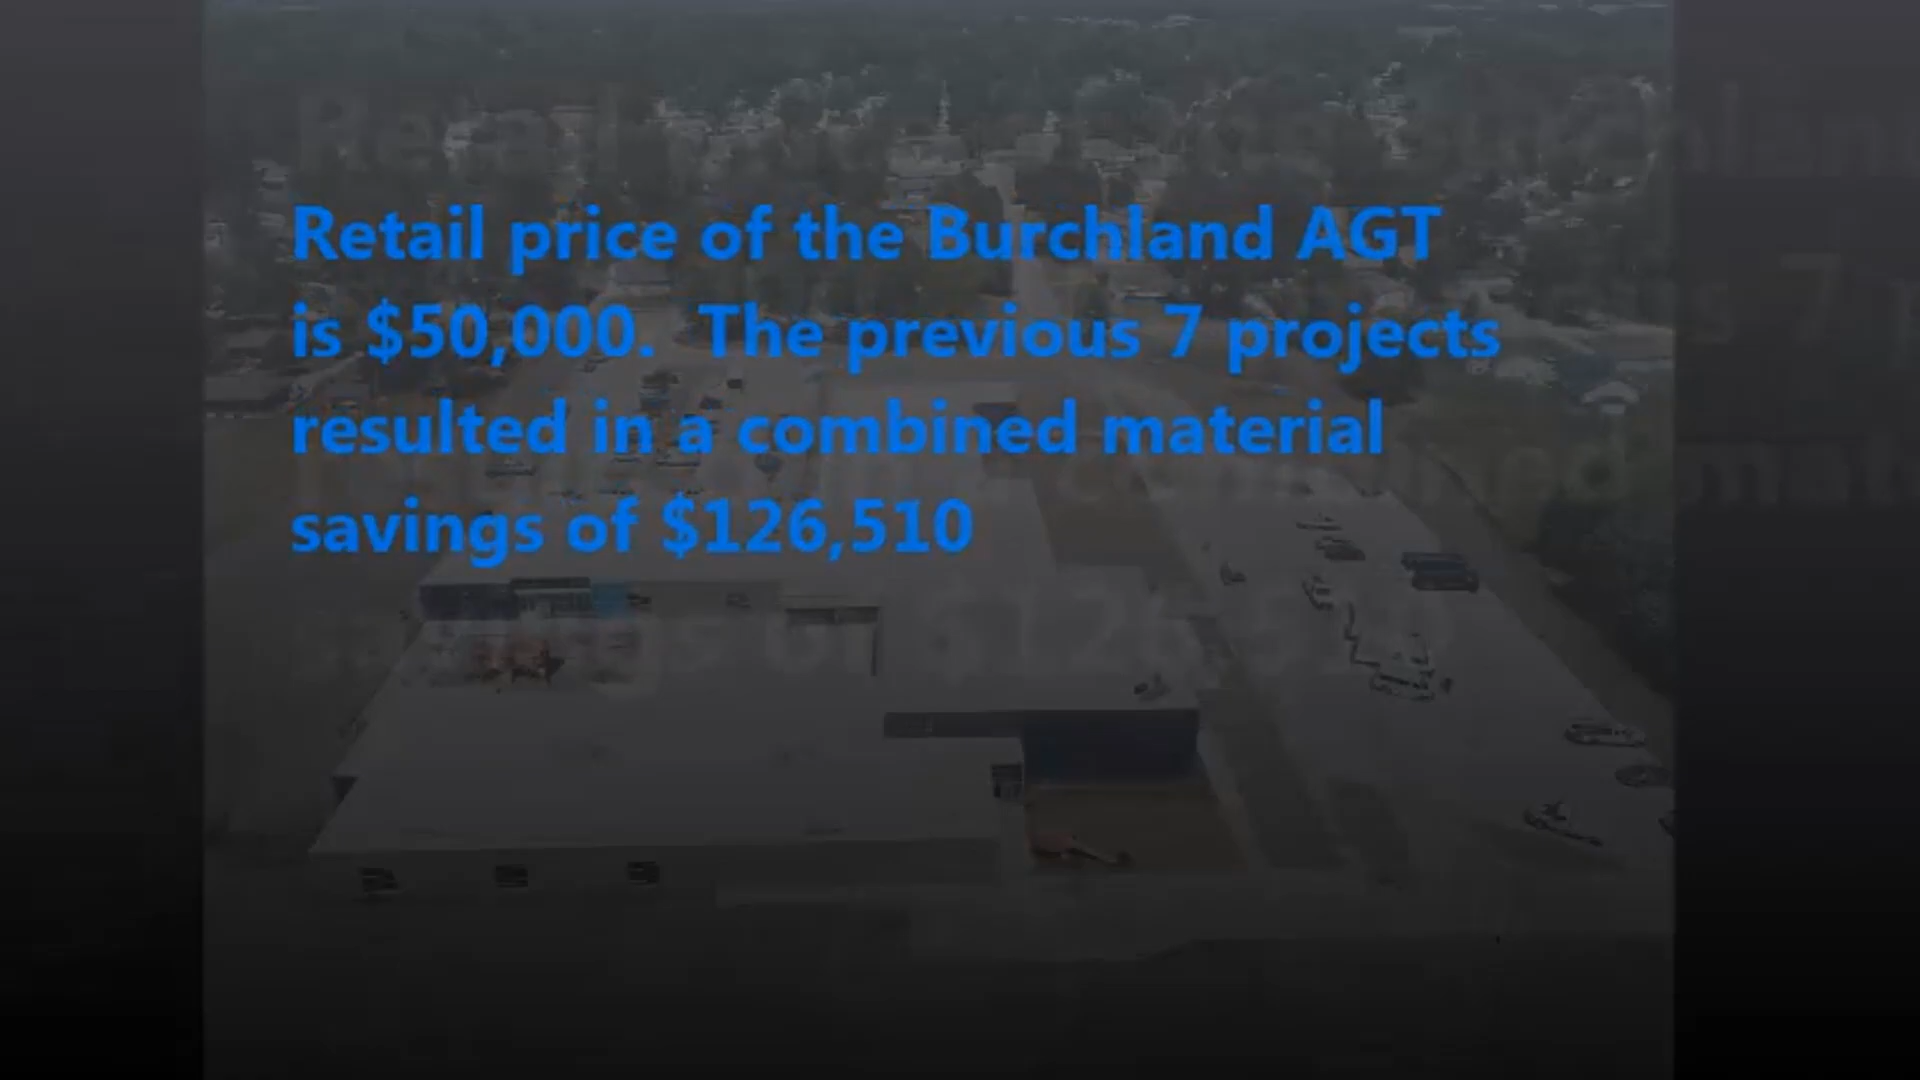 Retail price of the Burchland AGT
is $50,000.  The previous 7 projects
resulted in a combined material
savings of $126,510